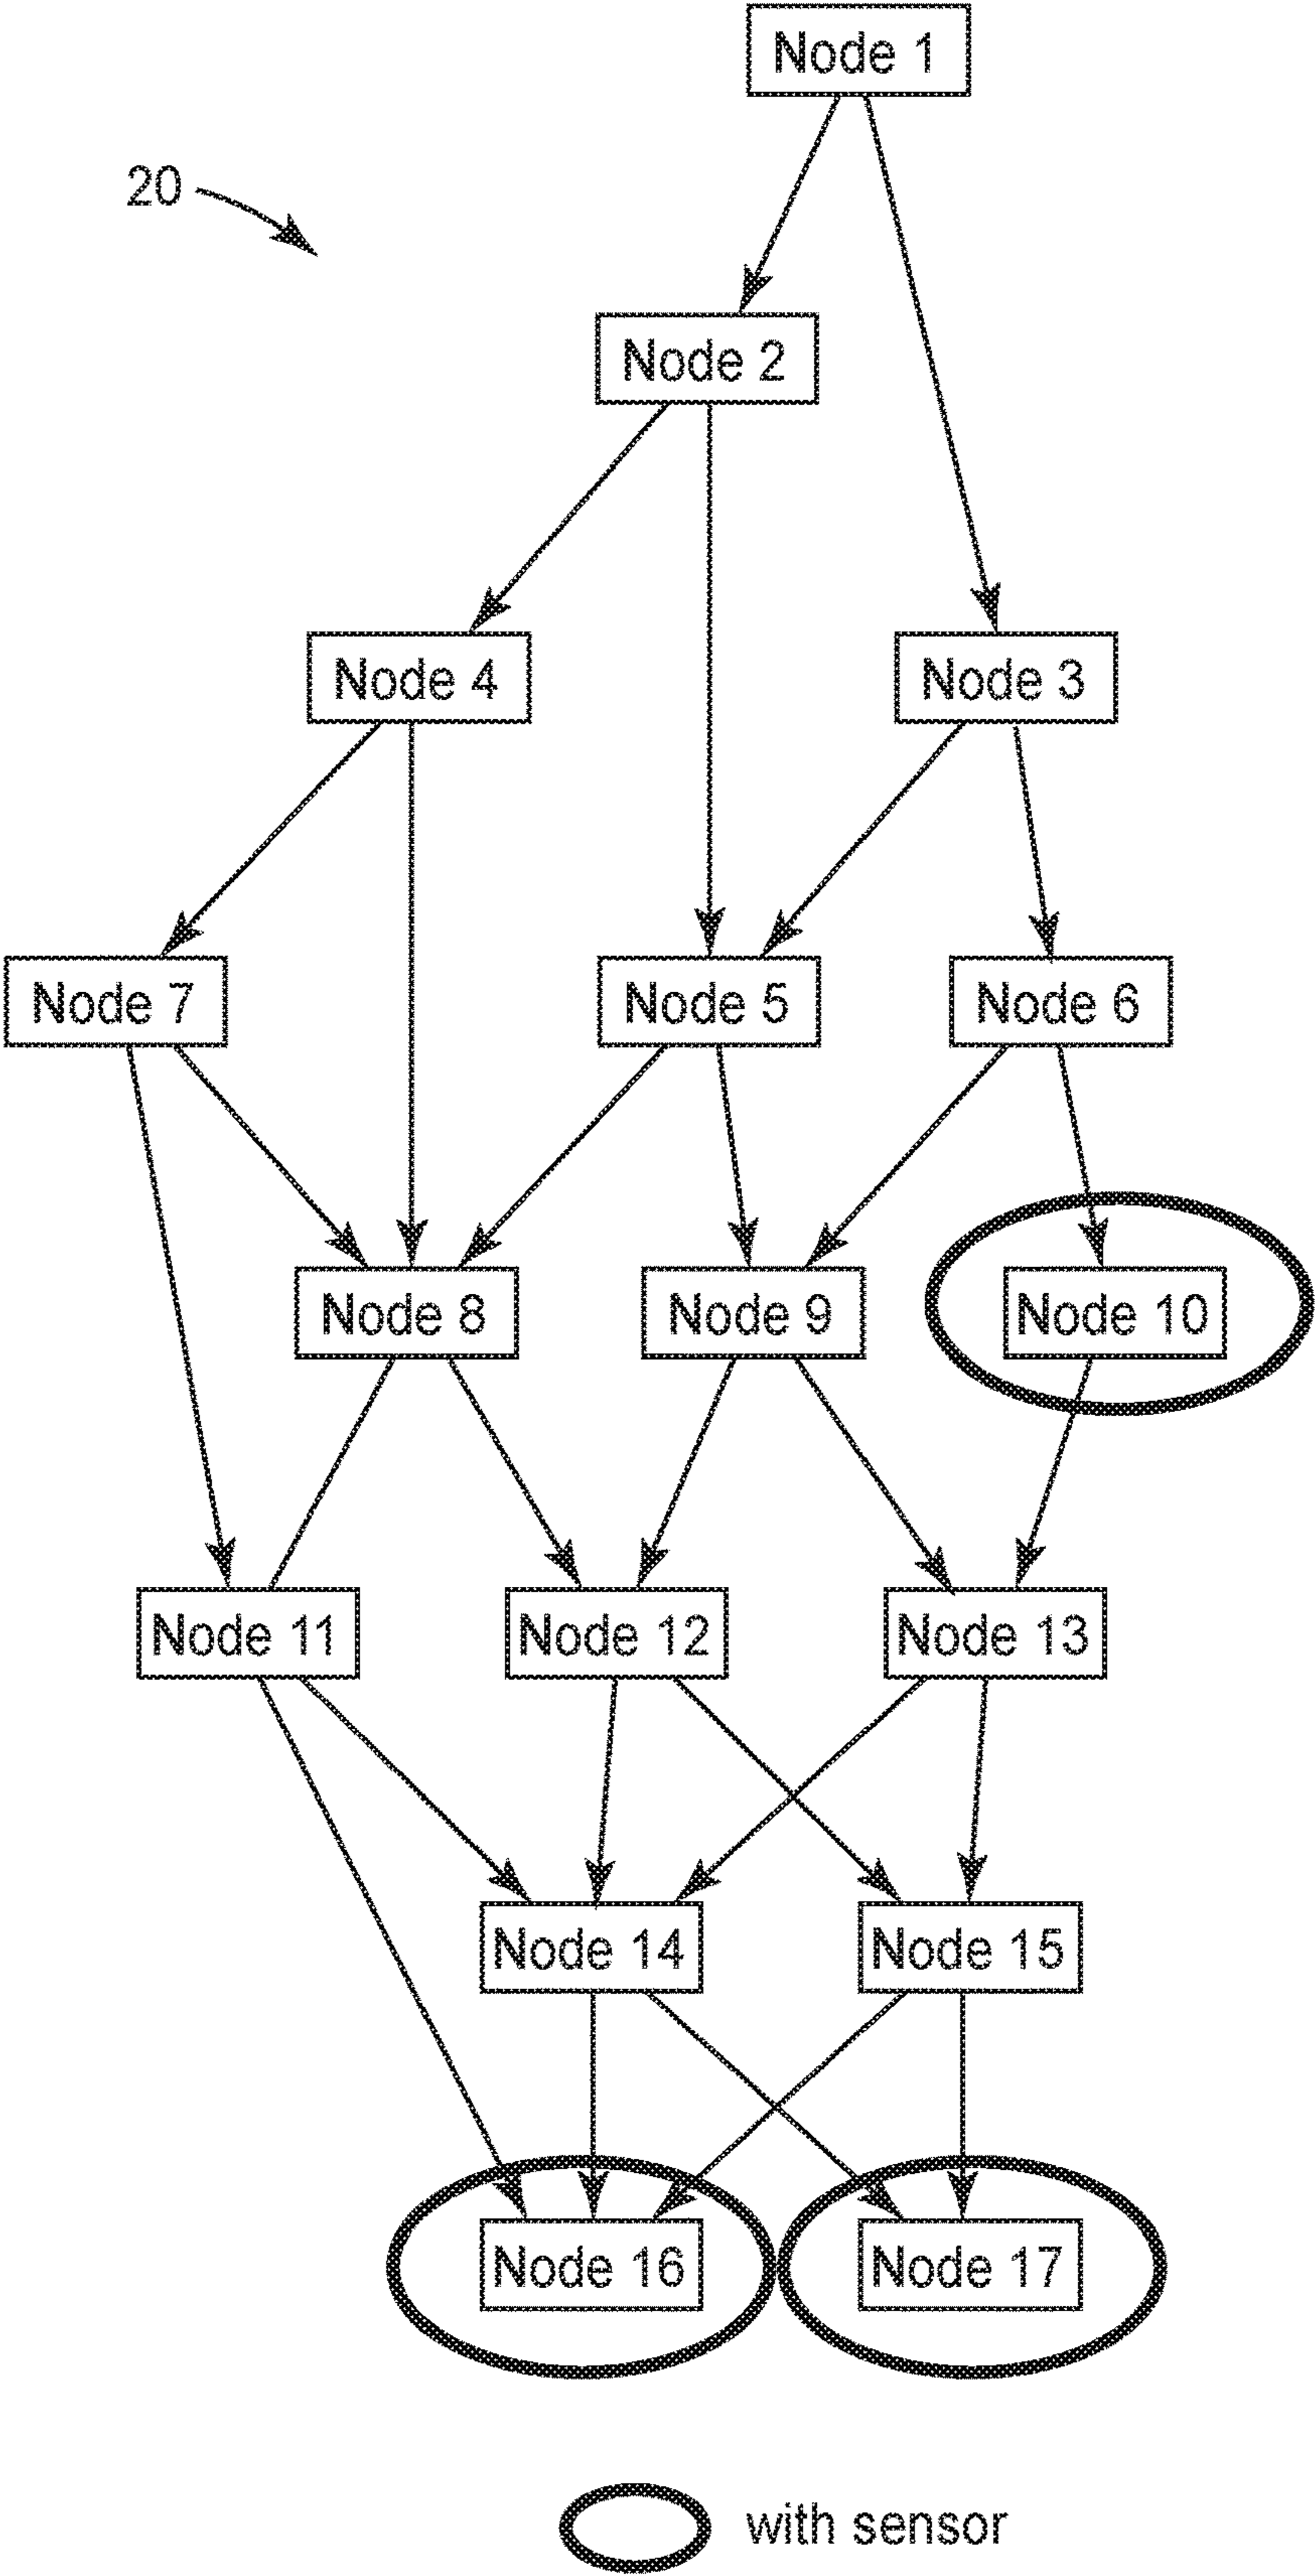 Node 1
20
Node 2
Node 4
Node 3
Node 7
Node 5
Node 6
Node 8
Node 9
Node 10
Node 11
Node 12
Node 13
Node 14
Node 15
Node 16
Node 17
with sensor